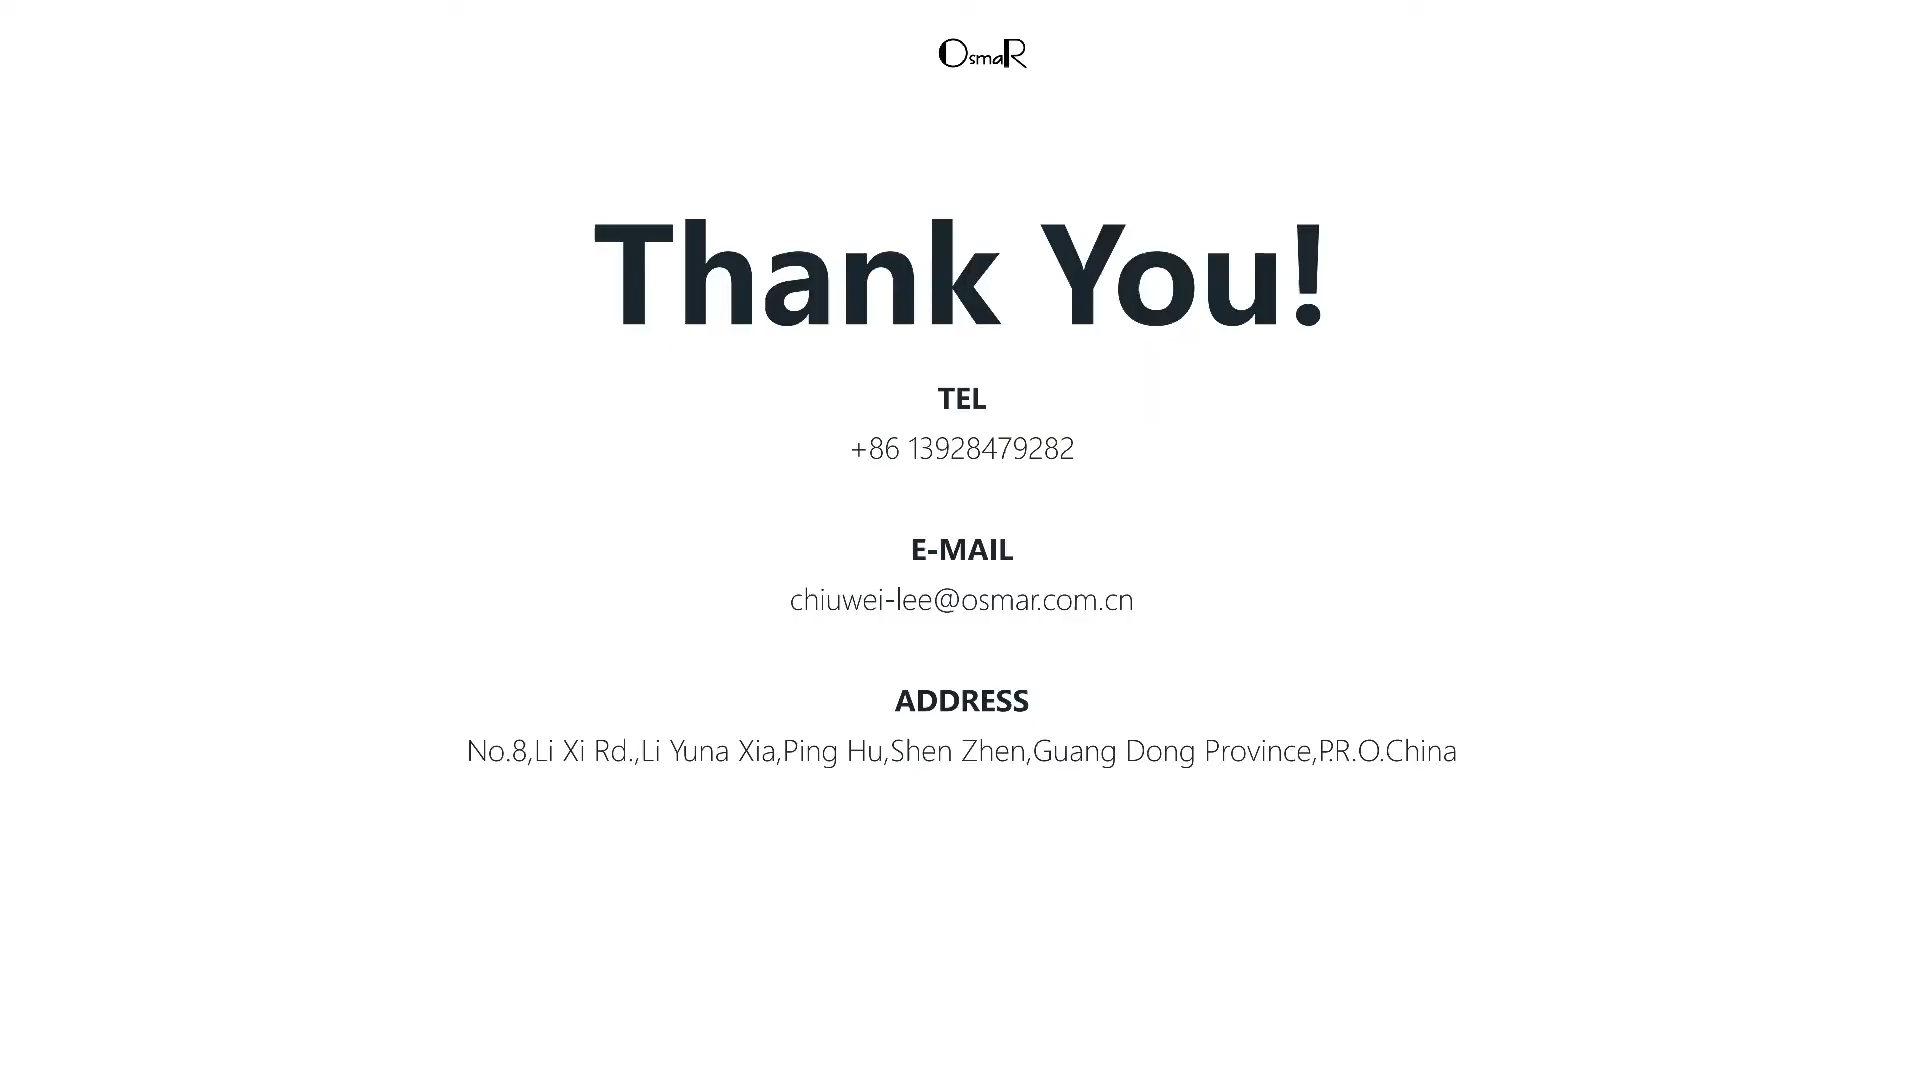 OsmaR
Thank You!
TEL
+86 13928479282
E-MAIL
chiuwei-lee@osmar.com.cn
ADDRESS
No.8,Li Xi Rd.,Li Yuna Xia,Ping Hu,Shen Zhen,Guang Dong Province,P.R.O.China